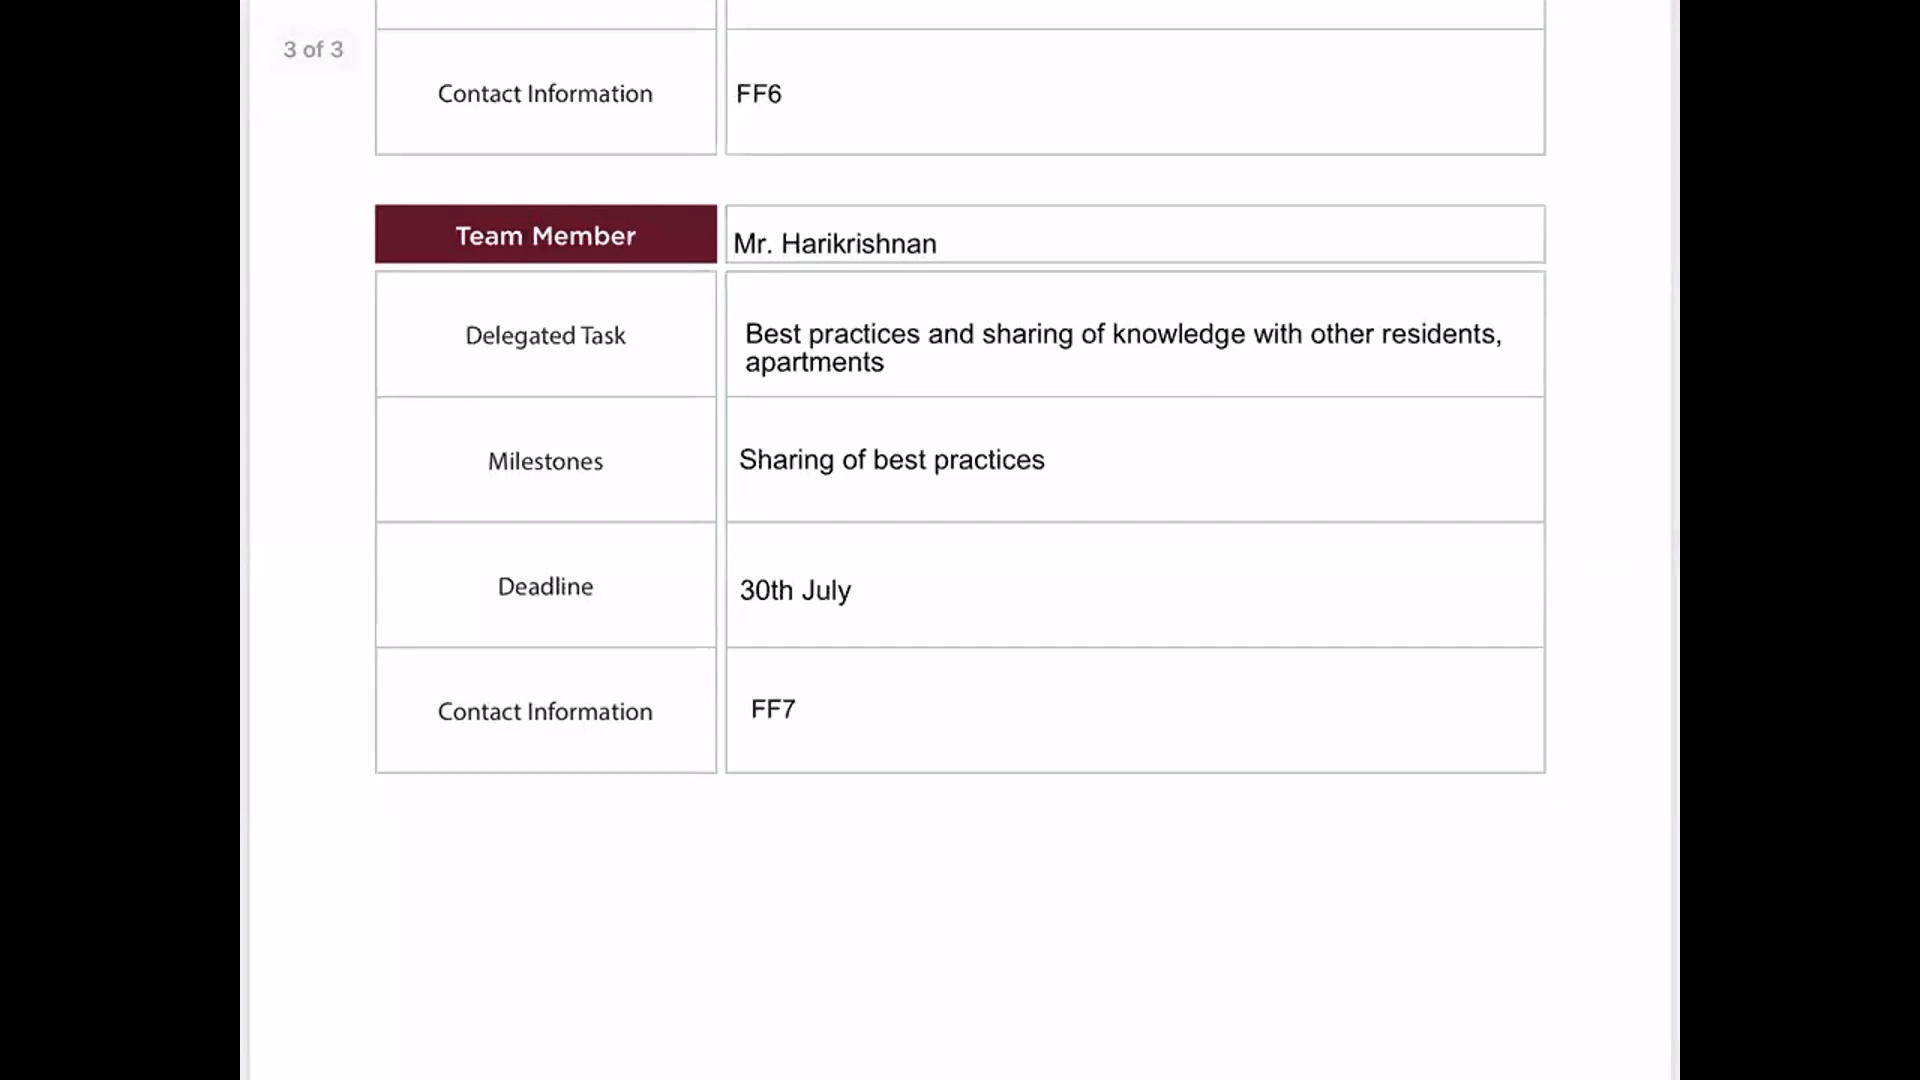 3 of 3
Contact Information
FF6
Team Member
Mr. Harikrishnan
Delegated Task
Best practices and sharing of knowledge with other residents,
apartments
Milestones
Sharing of best practices
Deadline
30th July
Contact Information
FF7